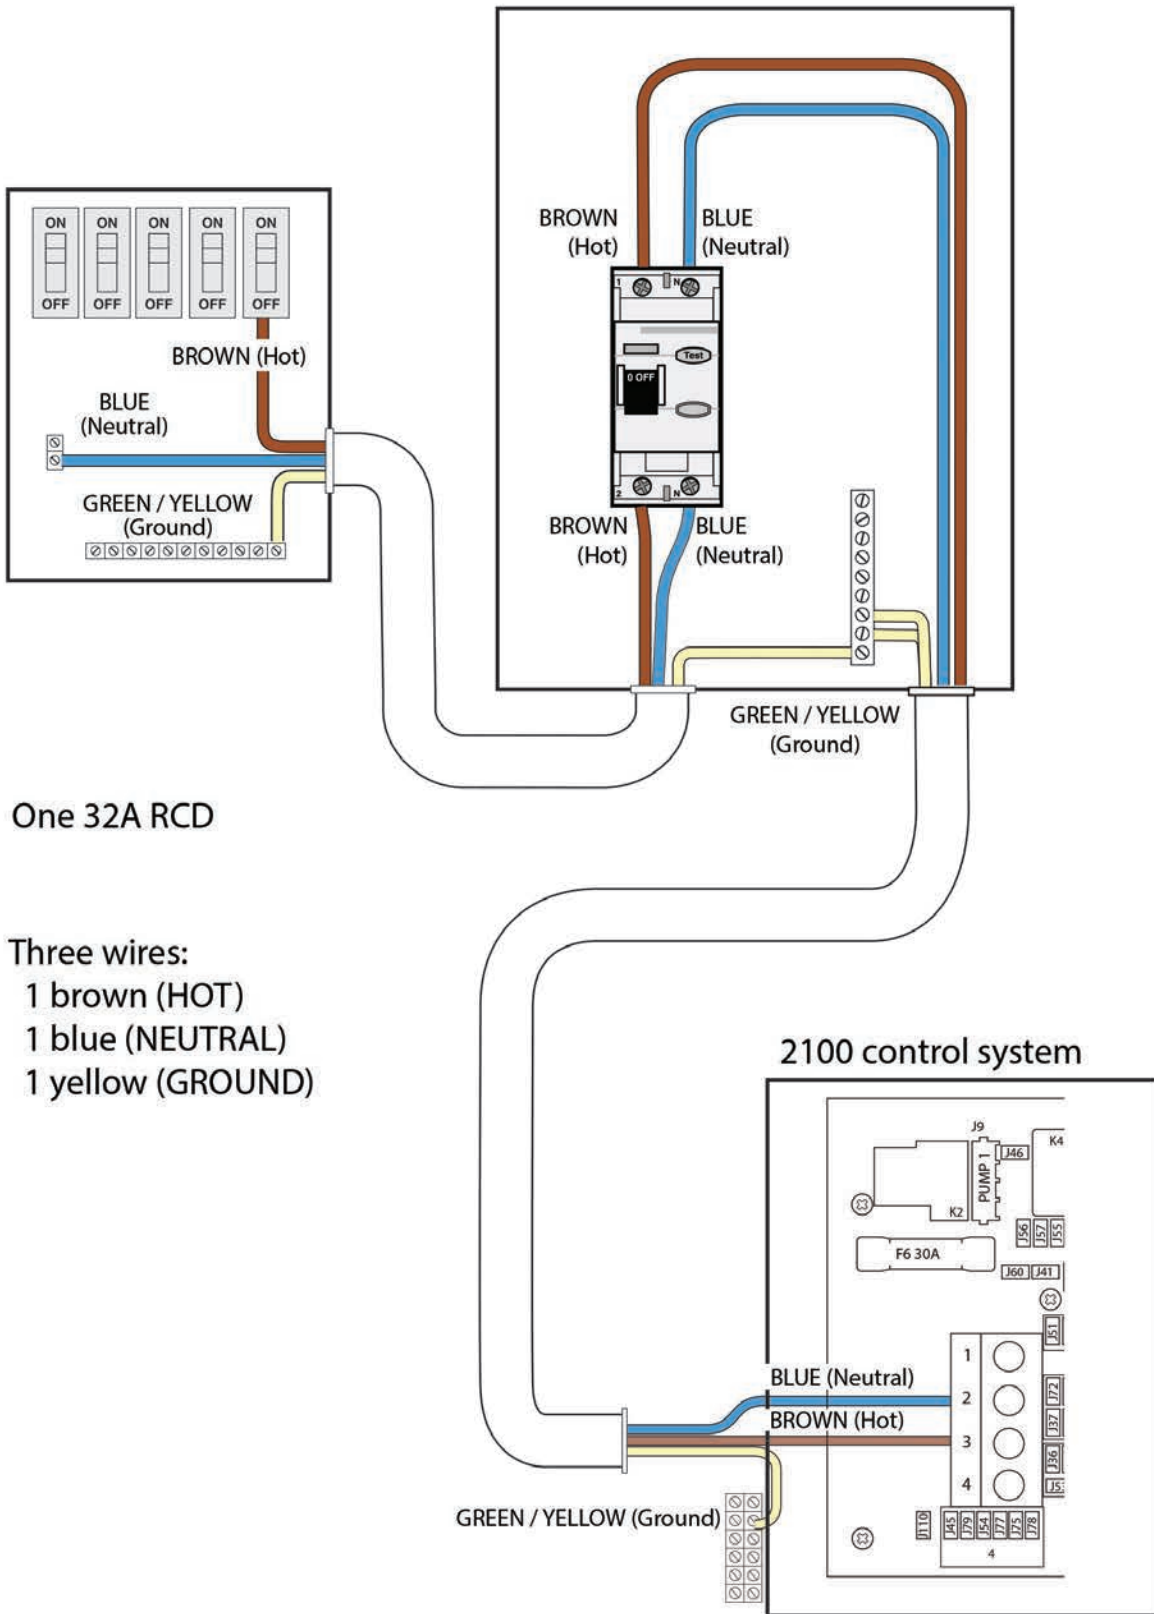 BROWN
(Hot)
BLUE
(Neutral)
1
N
Test
0 OFF
2
N
BROWN
(Hot)
BLUE
(Neutral)
GREEN / YELLOW
(Ground)
ON
ON
ON
ON
ON
OFF
OFF
OFF
OFF
OFF
BROWN (Hot)
BLUE
(Neutral)
GREEN / YELLOW
(Ground)
One 32A RCD
Three wires:
1 brown (HOT)
1 blue (NEUTRAL)
1 yellow (GROUND)
2100 control system
J9
PUMP 1
J46
K4
K2
J56
J57
J55
F6 30A
J60
J41
J51
1
2
3
4
BLUE (Neutral)
BROWN (Hot)
J72
J37
J36
GREEN / YELLOW (Ground)
J110
J45
J79
J54
J77
J75
J78
4